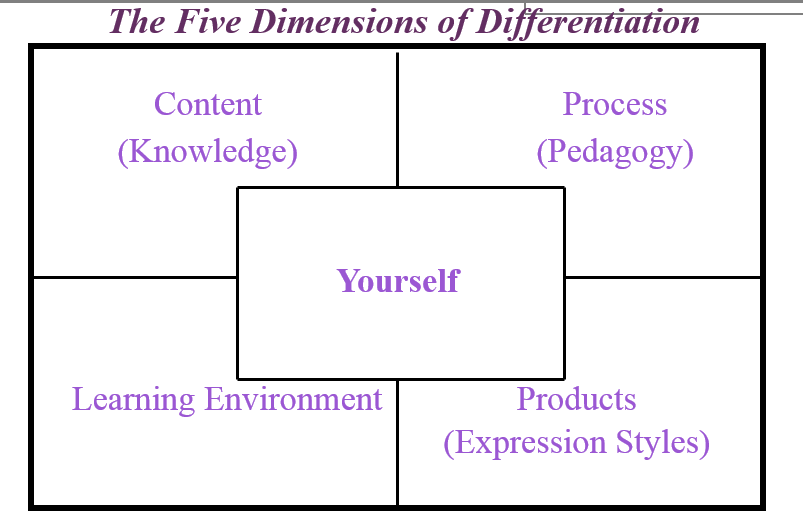 The Five Dimensions of Differentiation
Content
(Knowledge)
Process
(Pedagogy)
Yourself
Learning Environment
Products
(Expression Styles)